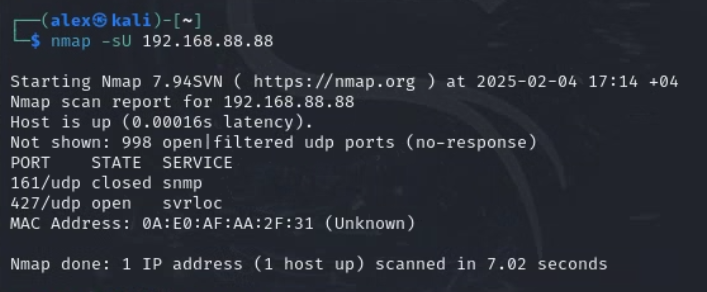 ┌──(alex㉿kali)-[~]
└─$ nmap -sU 192.168.88.88
Starting Nmap 7.94SVN ( https://nmap.org ) at 2025-02-04 17:14 +04
Nmap scan report for 192.168.88.88
Host is up (0.00016s latency).
Not shown: 998 open|filtered udp ports (no-response)
PORT    STATE  SERVICE
161/udp closed snmp
427/udp open   svrloc
MAC Address: 0A:E0:AF:AA:2F:31 (Unknown)
Nmap done: 1 IP address (1 host up) scanned in 7.02 seconds